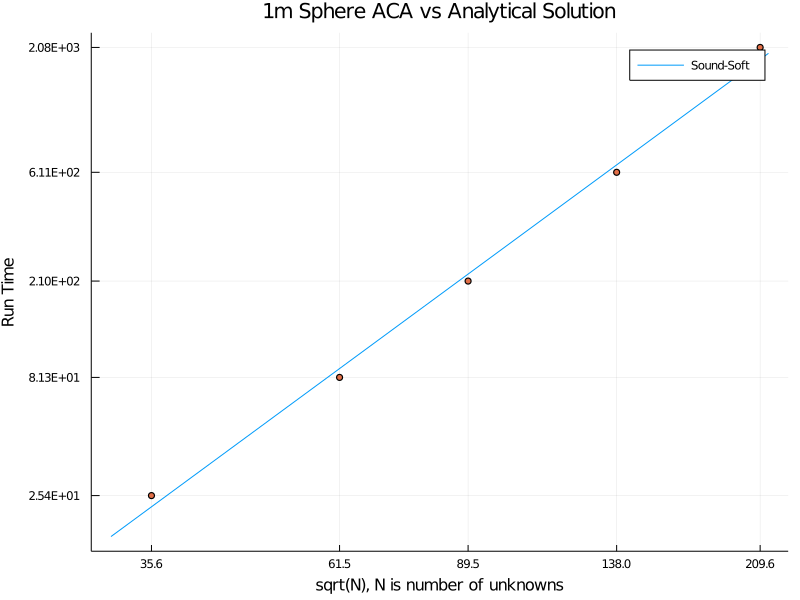 1m Sphere ACA vs Analytical Solution
2.08E+03
Sound-Soft
6.11E+02
2.10E+02
8.13E+01
2.54E+01
Run Time
35.6 61.5 89.5 138.0 209.6
sqrt(N), N is number of unknowns